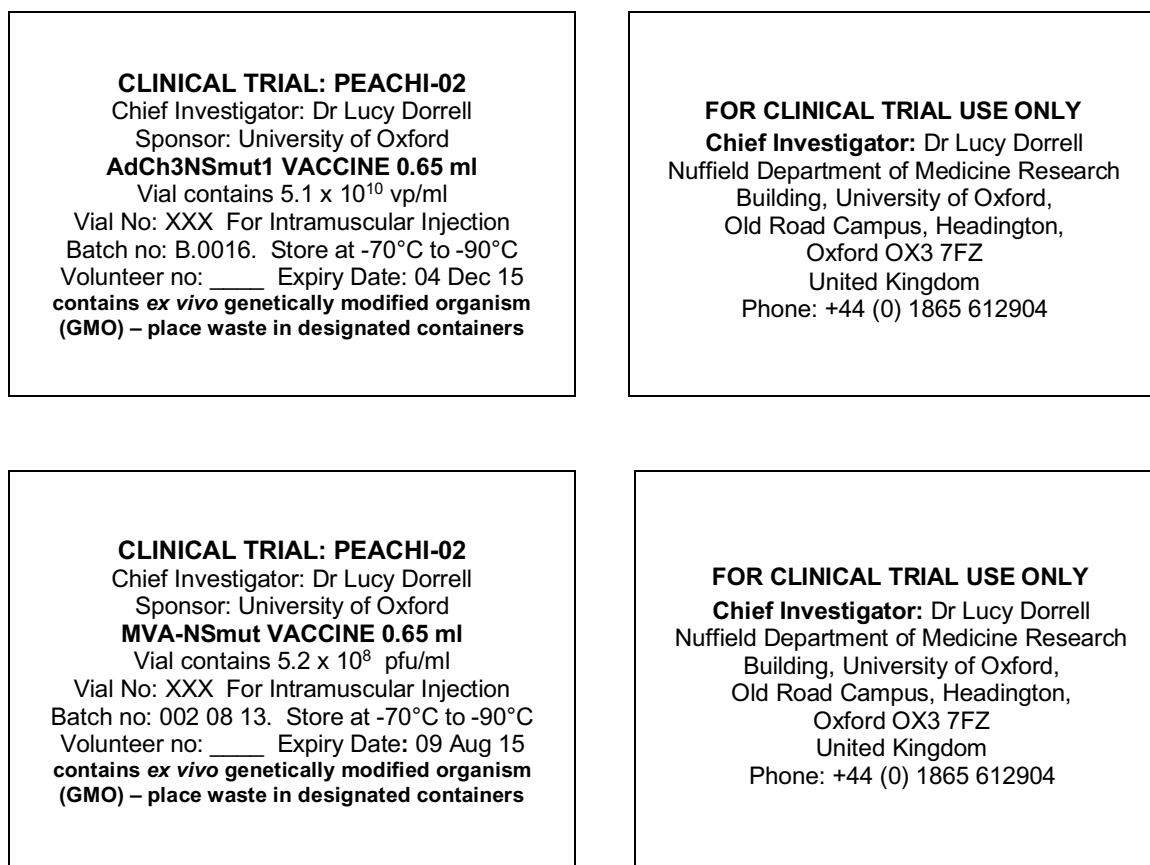 CLINICAL TRIAL: PEACHI-02
Chief Investigator: Dr Lucy Dorrell
Sponsor: University of Oxford
AdCh3NSmut1 VACCINE 0.65 ml
Vial contains 5.1 x 10¹⁰ vp/ml
Vial No: XXX  For Intramuscular Injection
Batch no: B.0016.  Store at -70°C to -90°C
Volunteer no: ____  Expiry Date: 04 Dec 15
contains ex vivo genetically modified organism
(GMO) – place waste in designated containers
FOR CLINICAL TRIAL USE ONLY
Chief Investigator: Dr Lucy Dorrell
Nuffield Department of Medicine Research
Building, University of Oxford,
Old Road Campus, Headington,
Oxford OX3 7FZ
United Kingdom
Phone: +44 (0) 1865 612904
CLINICAL TRIAL: PEACHI-02
Chief Investigator: Dr Lucy Dorrell
Sponsor: University of Oxford
MVA-NSmut VACCINE 0.65 ml
Vial contains 5.2 x 10⁸  pfu/ml
Vial No: XXX  For Intramuscular Injection
Batch no: 002 08 13.  Store at -70°C to -90°C
Volunteer no: ____  Expiry Date: 09 Aug 15
contains ex vivo genetically modified organism
(GMO) – place waste in designated containers
FOR CLINICAL TRIAL USE ONLY
Chief Investigator: Dr Lucy Dorrell
Nuffield Department of Medicine Research
Building, University of Oxford,
Old Road Campus, Headington,
Oxford OX3 7FZ
United Kingdom
Phone: +44 (0) 1865 612904